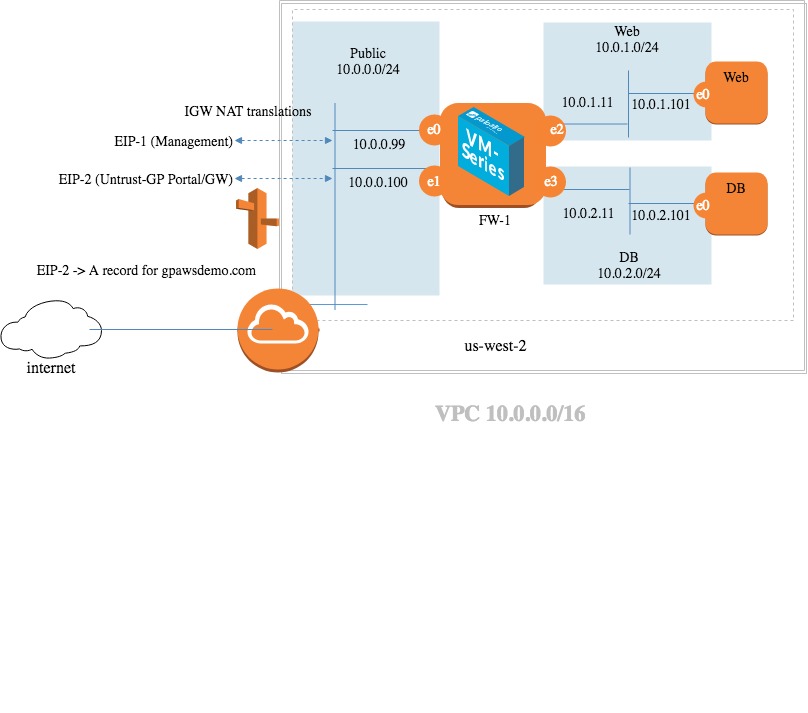 Public
10.0.0.0/24
Web
10.0.1.0/24
Web
e0
10.0.1.11
10.0.1.101
IGW NAT translations
EIP-1 (Management)
10.0.0.99
e0
e2
VM-
Series
EIP-2 (Untrust-GP Portal/GW)
10.0.0.100
e1
e3
FW-1
DB
e0
10.0.2.11
10.0.2.101
DB
10.0.2.0/24
EIP-2 -> A record for gpawsdemo.com
internet
us-west-2
VPC 10.0.0.0/16